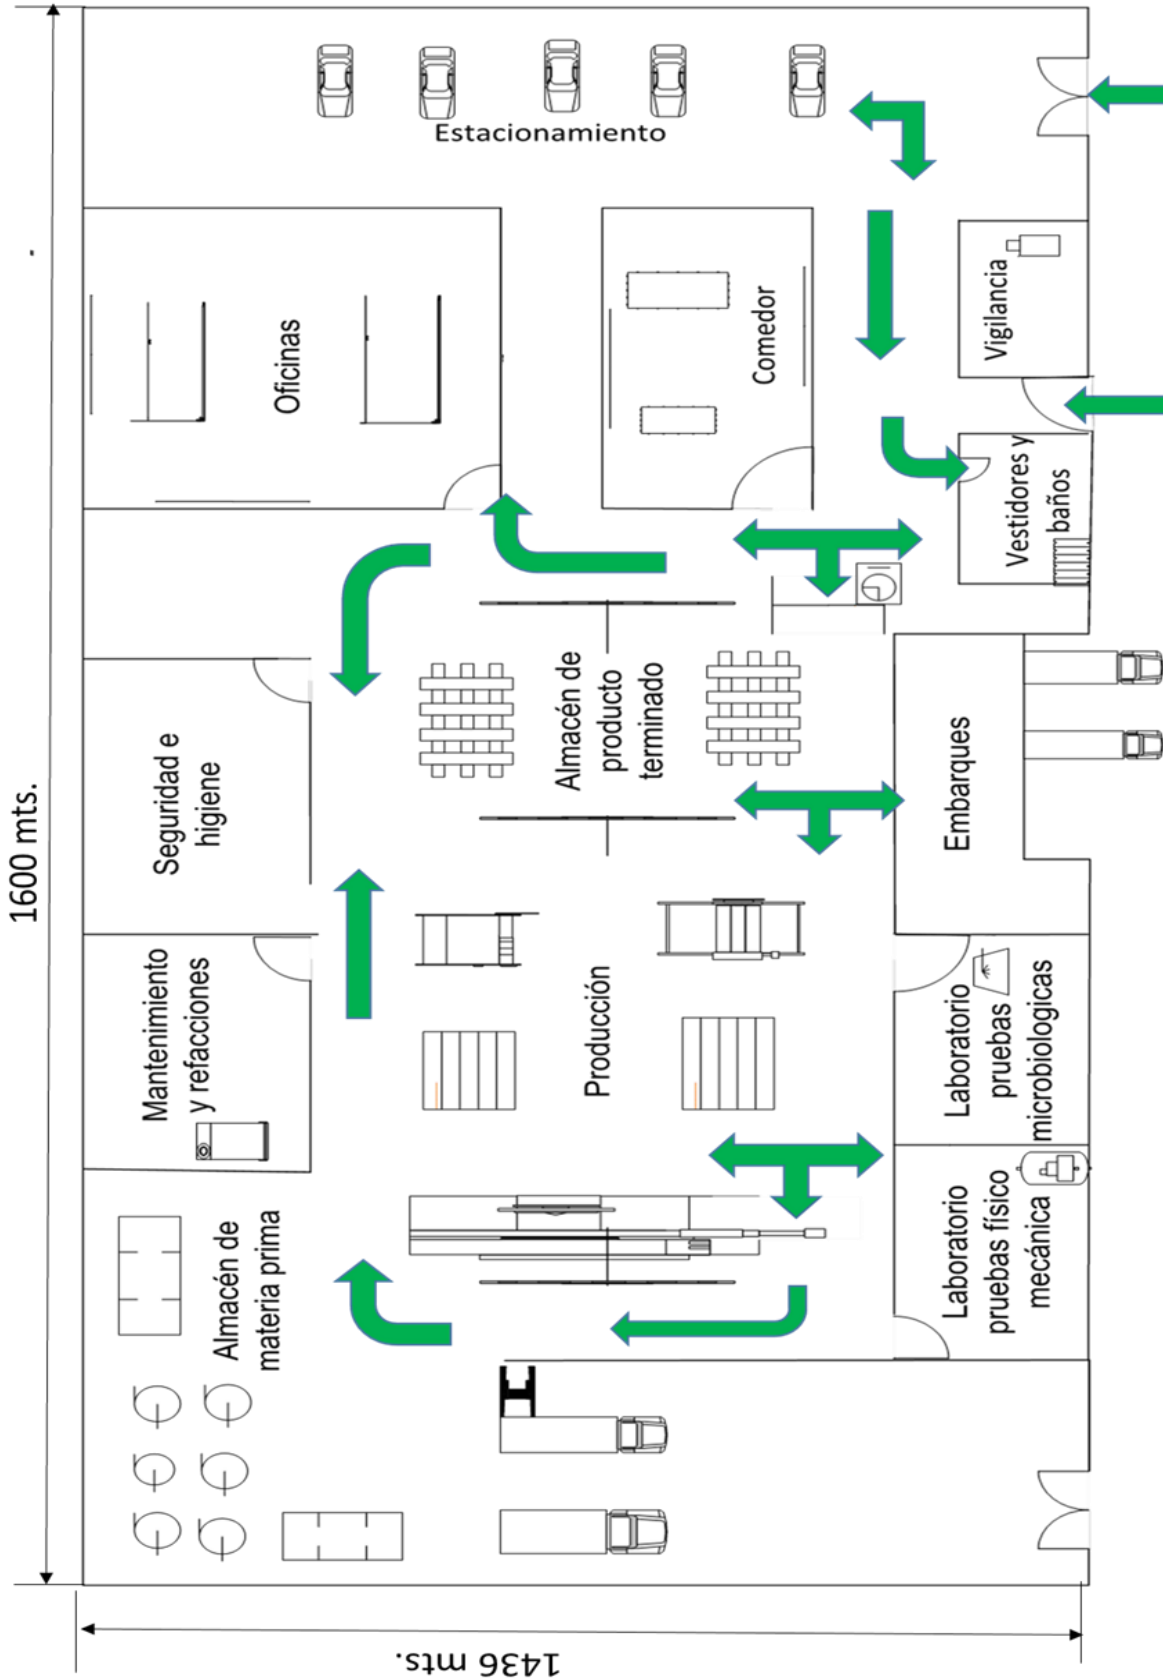 1600 mts.
1436 mts.
Almacén de
materia prima
Mantenimiento
y refacciones
Seguridad e
higiene
Oficinas
Estacionamiento
Producción
Almacén de
producto
terminado
Comedor
Laboratorio
pruebas físico
mecánica
Laboratorio
pruebas
microbiologicas
Embarques
Vestidores y
baños
Vigilancia